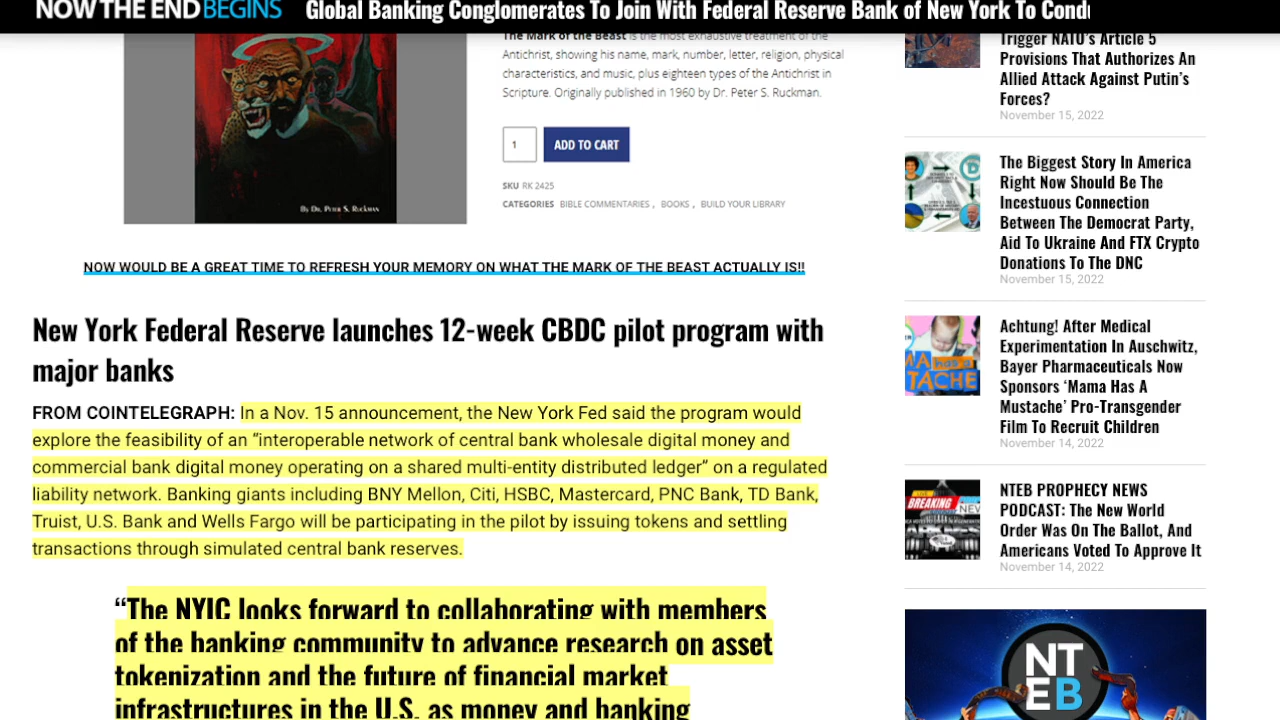 NOW THE END BEGINS
Global Banking Conglomerates To Join With Federal Reserve Bank of New York To Condu
The Mark of the Beast is the most exhaustive treatment of the
Antichrist, showing his name, mark, number, letter, religion, physical
characteristics, and music, plus eighteen types of the Antichrist in
Scripture. Originally published in 1960 by Dr. Peter S. Ruckman.
1
ADD TO CART
SKU RK 2425
CATEGORIES BIBLE COMMENTARIES , BOOKS , BUILD YOUR LIBRARY
By Dr. Peter S. Ruckman
NOW WOULD BE A GREAT TIME TO REFRESH YOUR MEMORY ON WHAT THE MARK OF THE BEAST ACTUALLY IS!!
New York Federal Reserve launches 12-week CBDC pilot program with
major banks
FROM COINTELEGRAPH: In a Nov. 15 announcement, the New York Fed said the program would
explore the feasibility of an “interoperable network of central bank wholesale digital money and
commercial bank digital money operating on a shared multi-entity distributed ledger” on a regulated
liability network. Banking giants including BNY Mellon, Citi, HSBC, Mastercard, PNC Bank, TD Bank,
Truist, U.S. Bank and Wells Fargo will be participating in the pilot by issuing tokens and settling
transactions through simulated central bank reserves.
“The NYIC looks forward to collaborating with members
of the banking community to advance research on asset
tokenization and the future of financial market
infrastructures in the U.S. as money and banking
Trigger NATO’s Article 5
Provisions That Authorizes An
Allied Attack Against Putin’s
Forces?
November 15, 2022
The Biggest Story In America
Right Now Should Be The
Incestuous Connection
Between The Democrat Party,
Aid To Ukraine And FTX Crypto
Donations To The DNC
November 15, 2022
MA has a
TACHE
Achtung! After Medical
Experimentation In Auschwitz,
Bayer Pharmaceuticals Now
Sponsors ‘Mama Has A
Mustache’ Pro-Transgender
Film To Recruit Children
November 14, 2022
LIVE
BREAKING
NEV
NTEB PROPHECY NEWS
PODCAST: The New World
Order Was On The Ballot, And
Americans Voted To Approve It
November 14, 2022
NT
EB